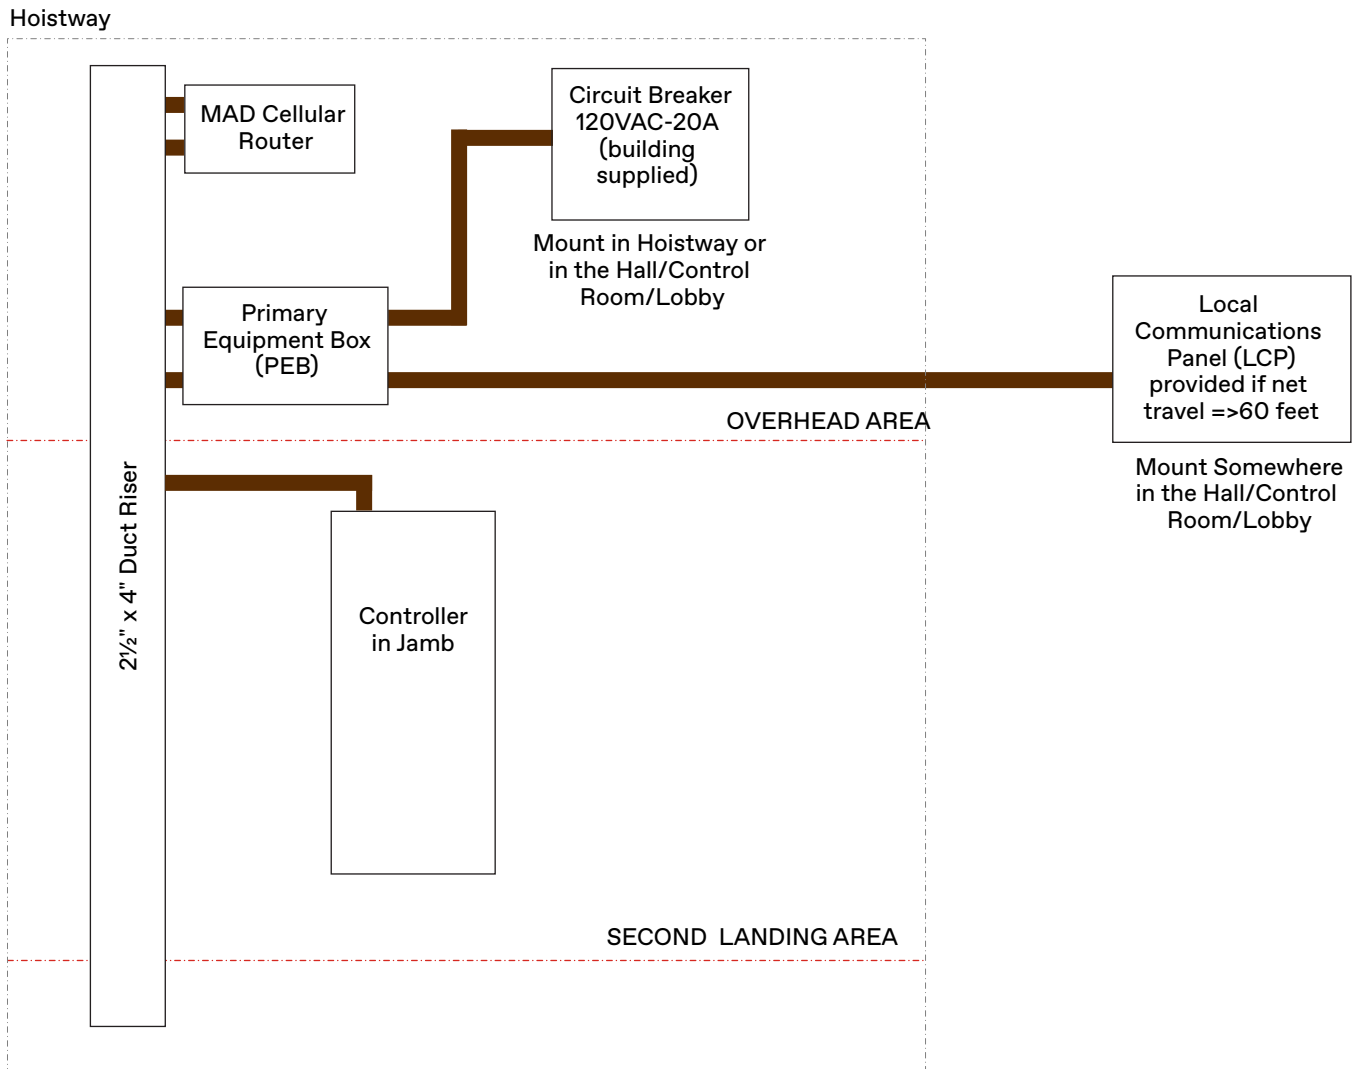 Hoistway
MAD Cellular
Router
Circuit Breaker
120VAC-20A
(building
supplied)
Mount in Hoistway or
in the Hall/Control
Room/Lobby
Primary
Equipment Box
(PEB)
Local
Communications
Panel (LCP)
provided if net
travel =>60 feet
OVERHEAD AREA
Mount Somewhere
in the Hall/Control
Room/Lobby
2½" x 4" Duct Riser
Controller
in Jamb
SECOND LANDING AREA